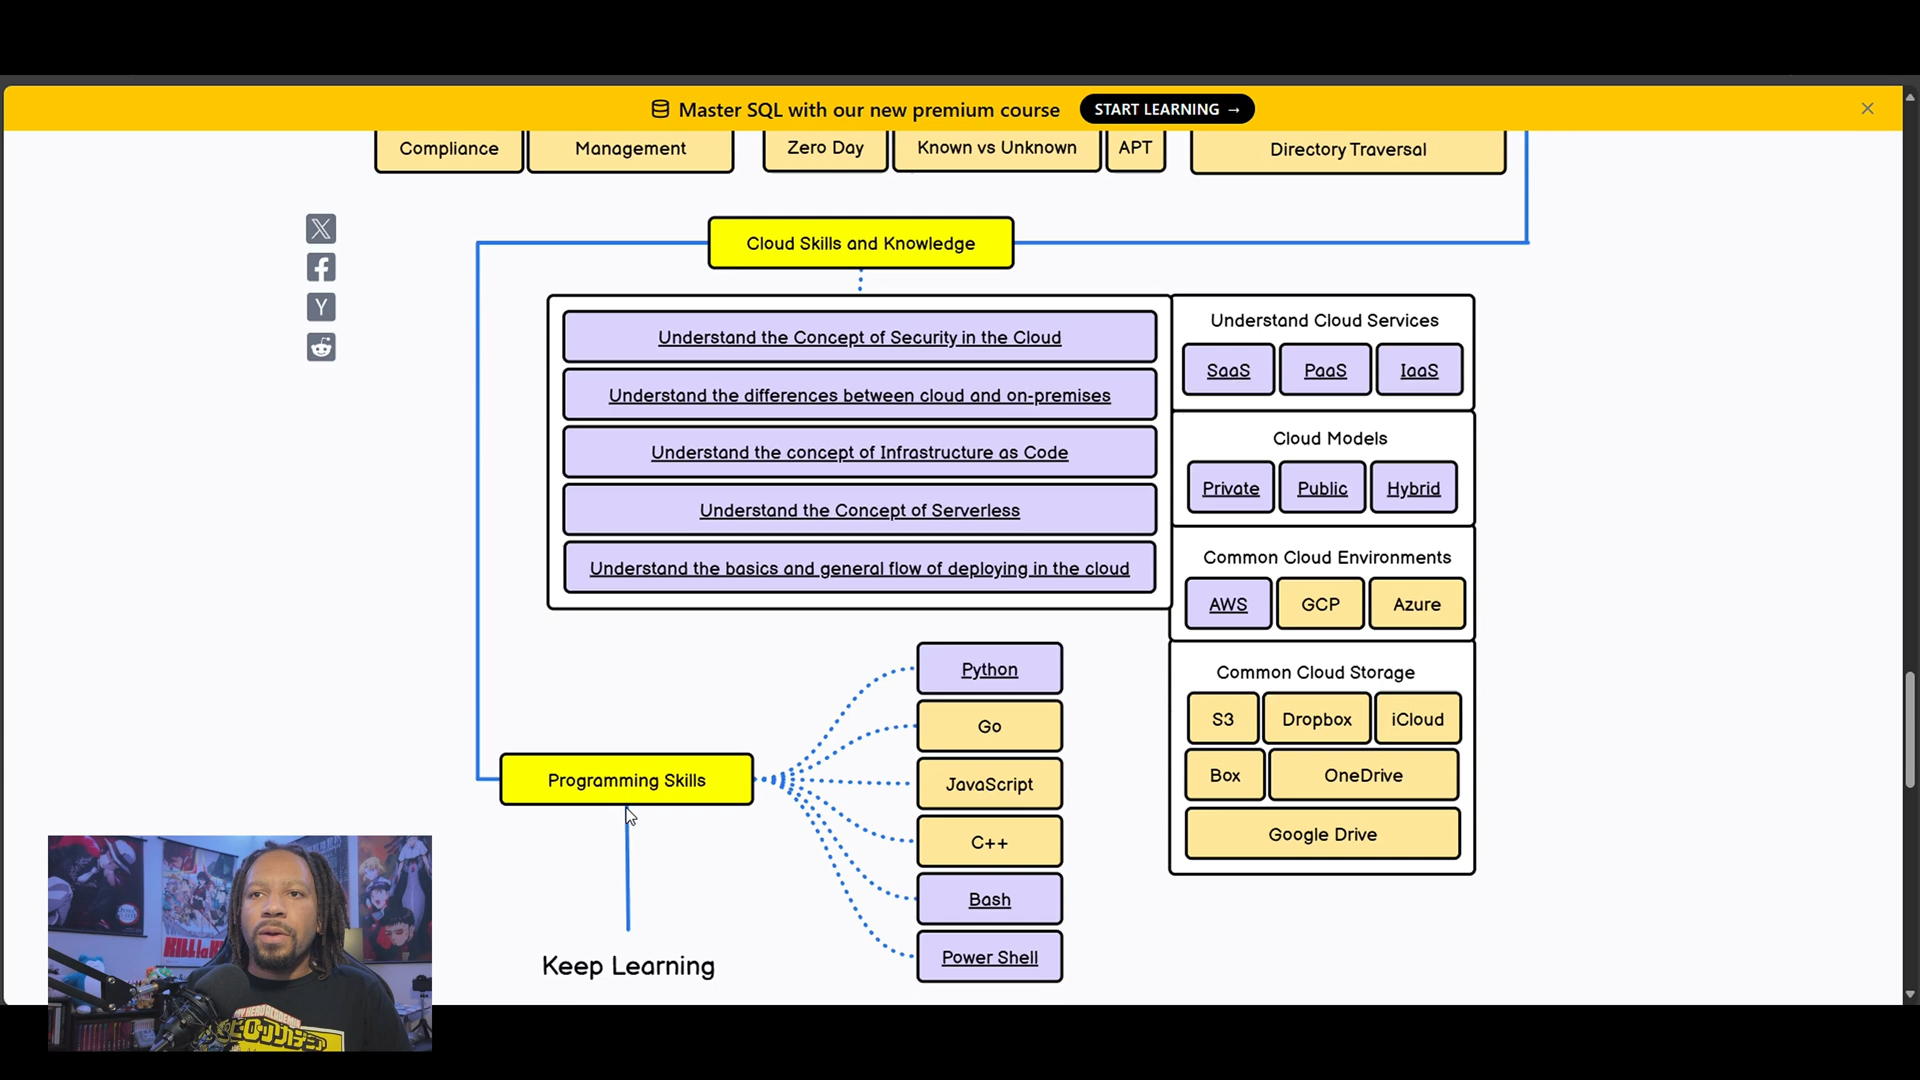 Master SQL with our new premium course
START LEARNING →
Compliance
Management
Zero Day
Known vs Unknown
APT
Directory Traversal
Cloud Skills and Knowledge
Understand the Concept of Security in the Cloud
Understand the differences between cloud and on-premises
Understand the concept of Infrastructure as Code
Understand the Concept of Serverless
Understand the basics and general flow of deploying in the cloud
Understand Cloud Services
SaaS
PaaS
IaaS
Cloud Models
Private
Public
Hybrid
Common Cloud Environments
AWS
GCP
Azure
Common Cloud Storage
S3
Dropbox
iCloud
Box
OneDrive
Google Drive
Programming Skills
Python
Go
JavaScript
C++
Bash
Power Shell
Keep Learning